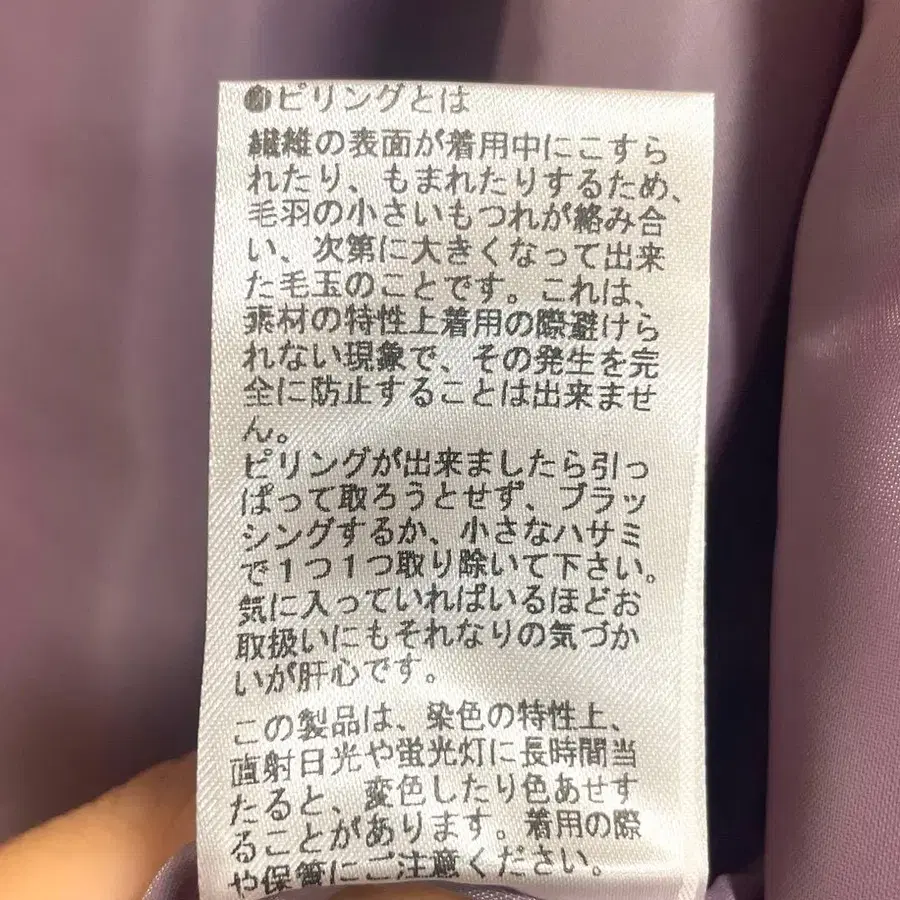 ●ピリングとは
繊維の表面が着用中にこすら
れたり、もまれたりするため、
毛羽の小さいもつれが絡み合
い、次第に大きくなって出来
た毛玉のことです。これは、
素材の特性上着用の際避けら
れない現象で、その発生を完
全に防止することは出来ませ
ん。
ピリングが出来ましたら引っ
ぱって取ろうとせず、ブラッ
シングするか、小さなハサミ
で1つ1つ取り除いて下さい。
気に入っていればいるほどお
取扱いにもそれなりの気づか
いが肝心です。
この製品は、染色の特性上、
直射日光や蛍光灯に長時間当
たると、変色したり色あせす
ることがあります。着用の際
や保管にご注意ください。